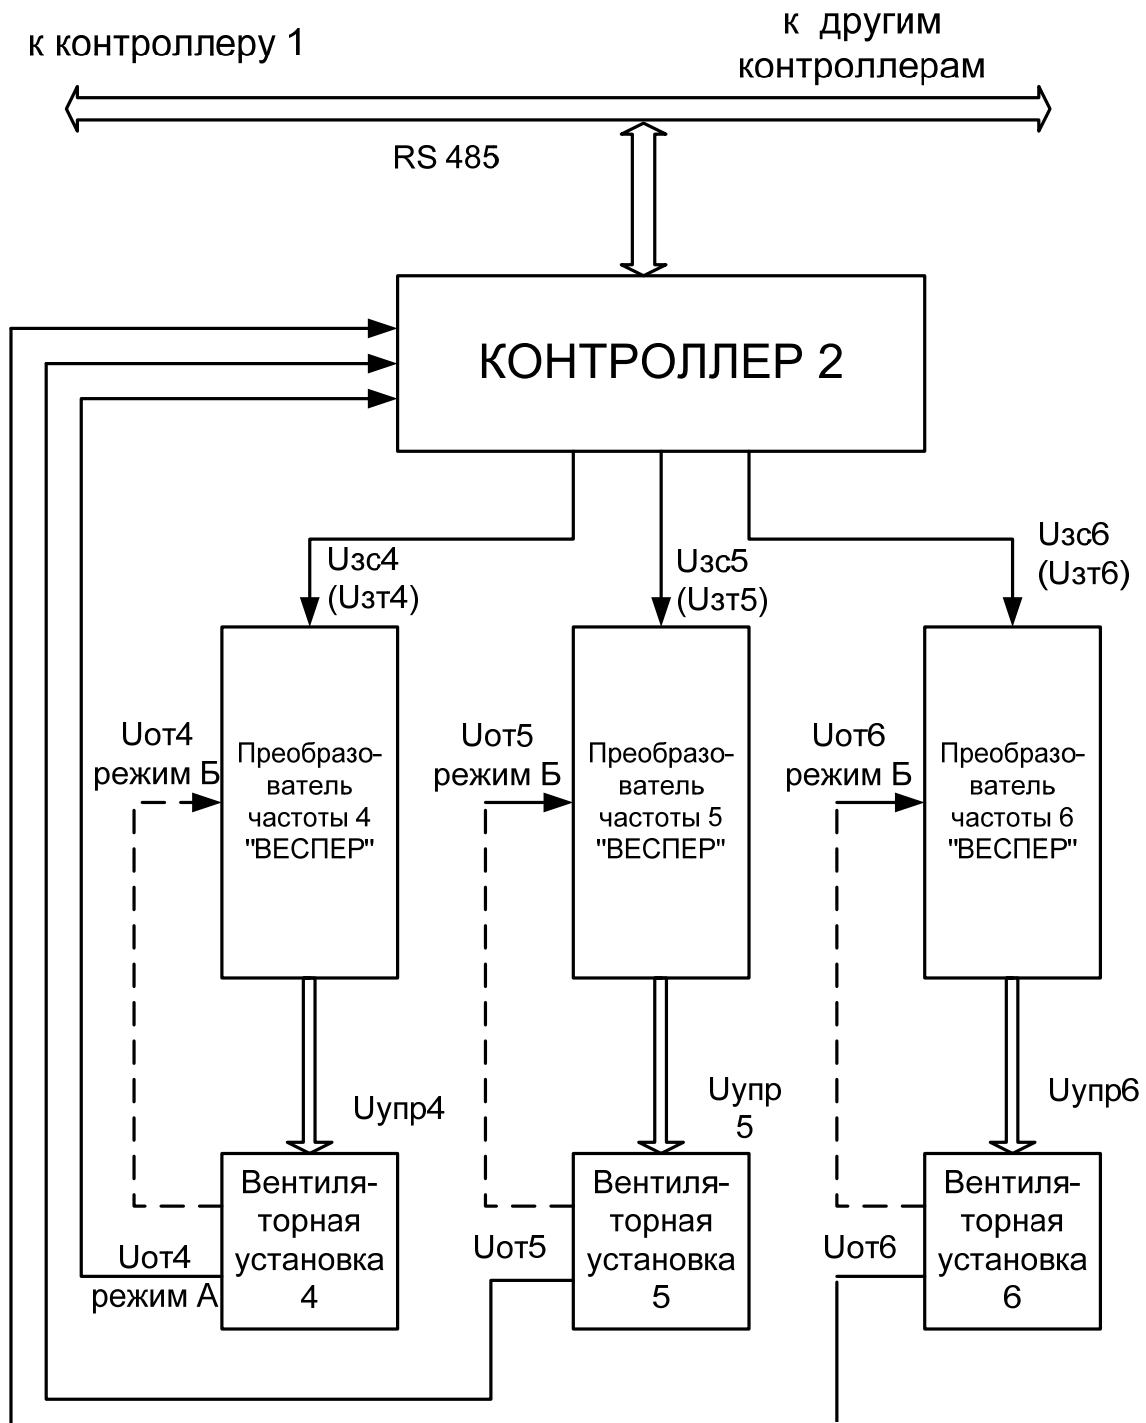 к контроллеру 1
к другим
контроллерам
RS 485
КОНТРОЛЛЕР 2
Uзс4
(Uзт4)
Uзс5
(Uзт5)
Uзс6
(Uзт6)
Uот4
режим Б
Преобразо-
ватель
частоты 4
"ВЕСПЕР"
Uот5
режим Б
Преобразо-
ватель
частоты 5
"ВЕСПЕР"
Uот6
режим Б
Преобразо-
ватель
частоты 6
"ВЕСПЕР"
Uупр4
Uупр
5
Uупр6
Вентиля-
торная
установка
4
Uот4
режим А
Вентиля-
торная
установка
5
Uот5
Вентиля-
торная
установка
6
Uот6